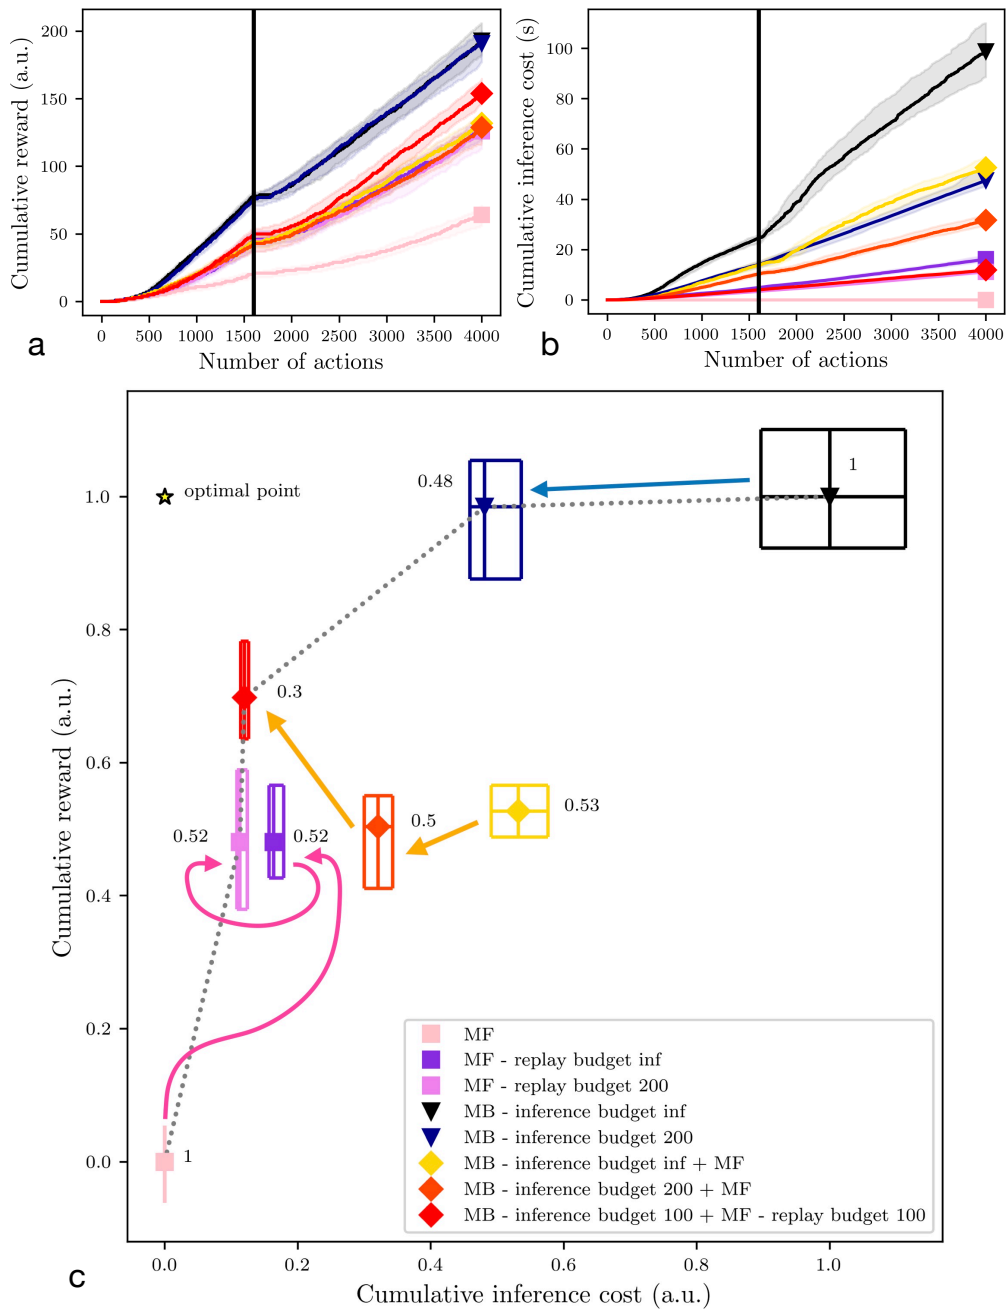 Cumulative reward (a.u.)
200
150
100
50
0
0 500 1000 1500 2000 2500 3000 3500 4000
Number of actions
a
Cumulative inference cost (s)
100
80
60
40
20
0
0 500 1000 1500 2000 2500 3000 3500 4000
Number of actions
b
Cumulative reward (a.u.)
1.0
0.8
0.6
0.4
0.2
0.0
optimal point
0.48
1
0.3
0.52
0.52
0.5
0.53
1
MF
MF - replay budget inf
MF - replay budget 200
MB - inference budget inf
MB - inference budget 200
MB - inference budget inf + MF
MB - inference budget 200 + MF
MB - inference budget 100 + MF - replay budget 100
0.0 0.2 0.4 0.6 0.8 1.0
Cumulative inference cost (a.u.)
c